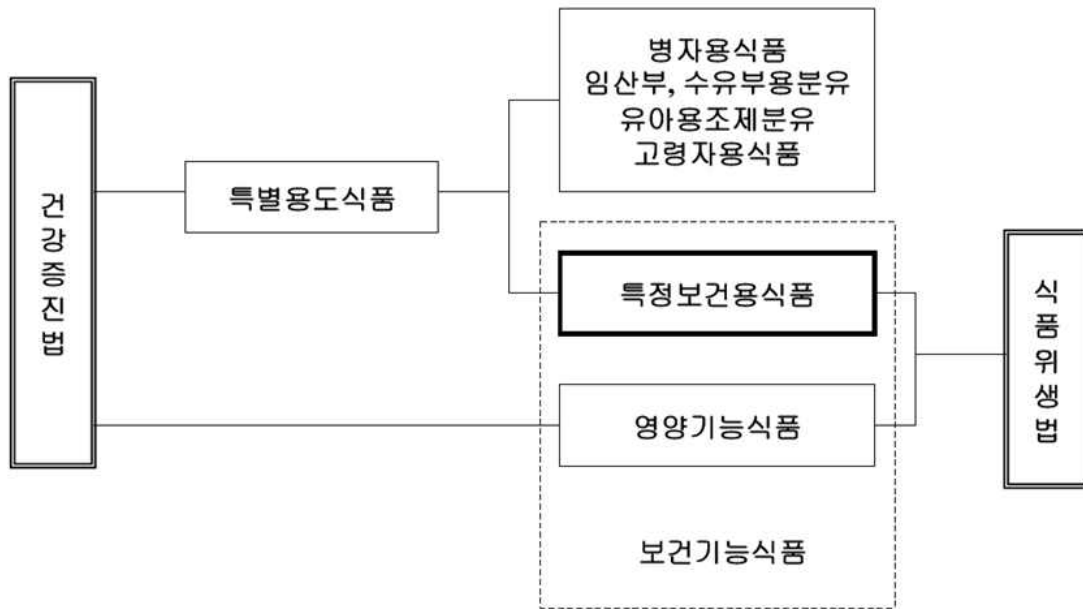 건강증진법
특별용도식품
병자용식품
임산부, 수유부용분유
유아용조제분유
고령자용식품
특정보건용식품
영양기능식품
보건기능식품
식품위생법